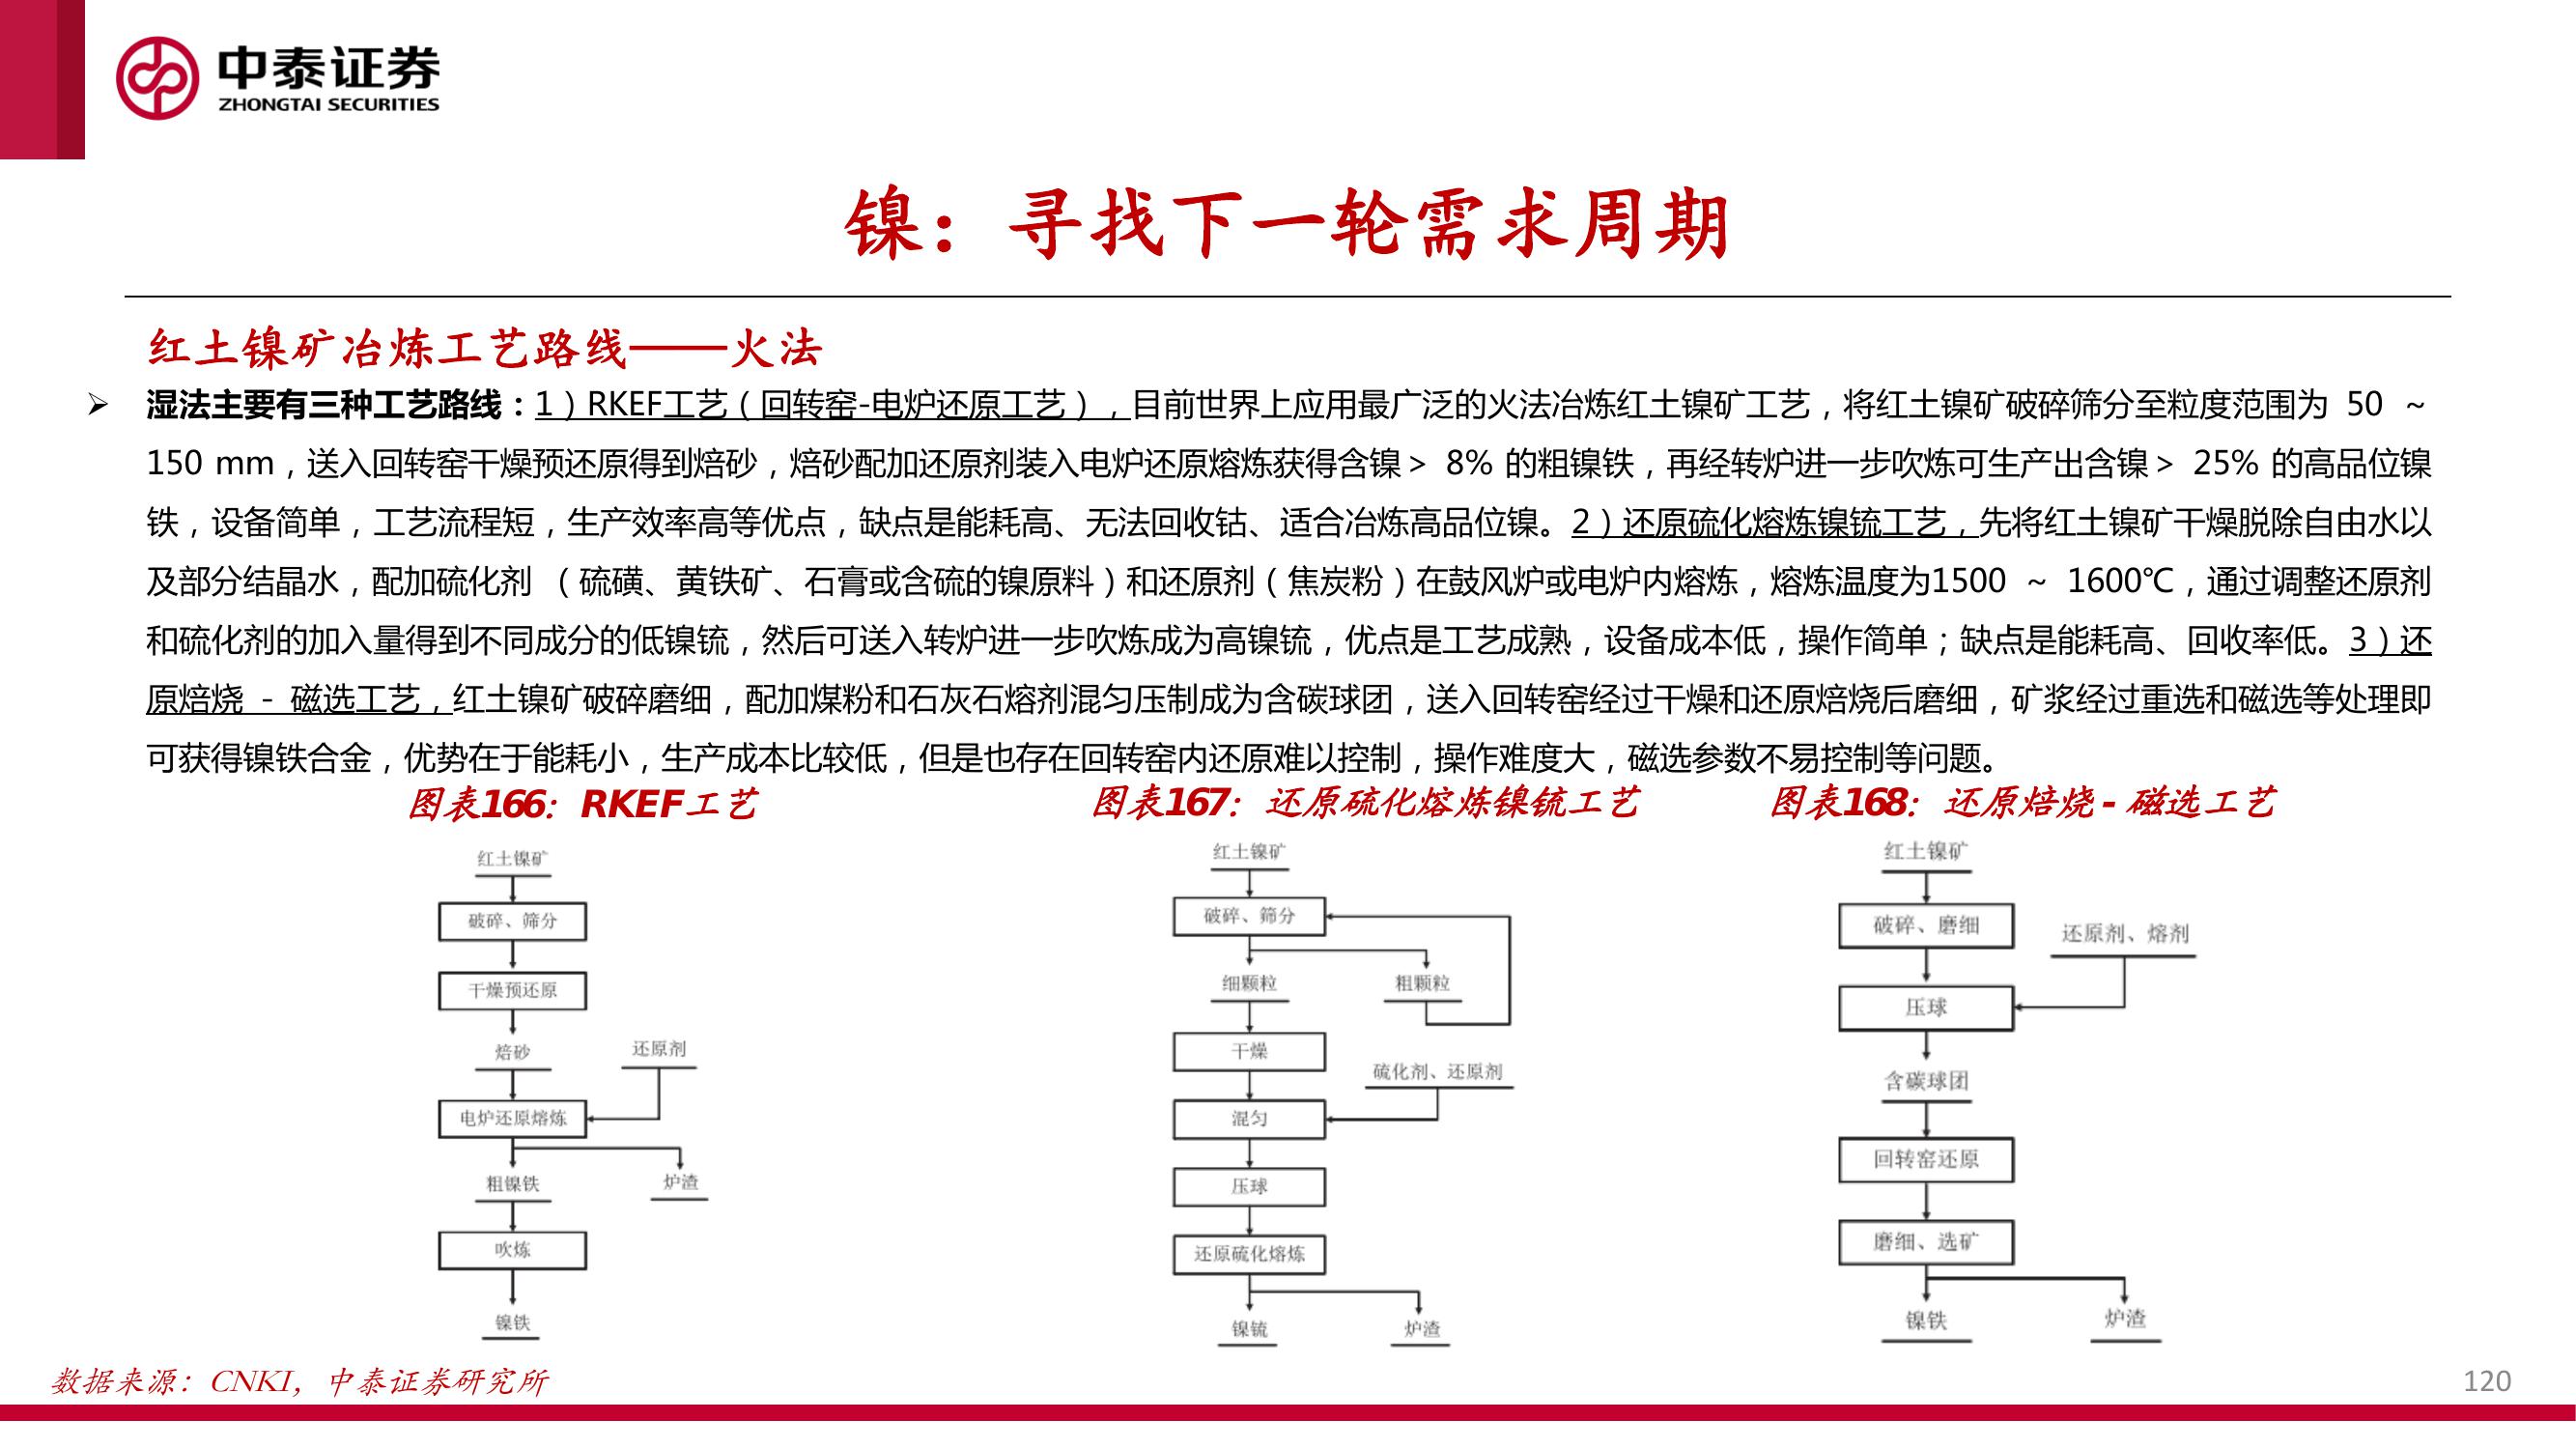 中泰证券
ZHONGTAI SECURITIES
镍：寻找下一轮需求周期
红土镍矿冶炼工艺路线——火法
➢ 湿法主要有三种工艺路线：1）RKEF工艺（回转窑-电炉还原工艺），目前世界上应用最广泛的火法冶炼红土镍矿工艺，将红土镍矿破碎筛分至粒度范围为 50 ~
150 mm，送入回转窑干燥预还原得到焙砂，焙砂配加还原剂装入电炉还原熔炼获得含镍＞ 8% 的粗镍铁，再经转炉进一步吹炼可生产出含镍＞ 25% 的高品位镍
铁，设备简单，工艺流程短，生产效率高等优点，缺点是能耗高、无法回收钴、适合冶炼高品位镍。2）还原硫化熔炼镍锍工艺，先将红土镍矿干燥脱除自由水以
及部分结晶水，配加硫化剂 （硫磺、黄铁矿、石膏或含硫的镍原料）和还原剂（焦炭粉）在鼓风炉或电炉内熔炼，熔炼温度为1500 ~ 1600℃，通过调整还原剂
和硫化剂的加入量得到不同成分的低镍锍，然后可送入转炉进一步吹炼成为高镍锍，优点是工艺成熟，设备成本低，操作简单；缺点是能耗高、回收率低。3）还
原焙烧 - 磁选工艺，红土镍矿破碎磨细，配加煤粉和石灰石熔剂混匀压制成为含碳球团，送入回转窑经过干燥和还原焙烧后磨细，矿浆经过重选和磁选等处理即
可获得镍铁合金，优势在于能耗小，生产成本比较低，但是也存在回转窑内还原难以控制，操作难度大，磁选参数不易控制等问题。
图表166：RKEF工艺
红土镍矿
破碎、筛分
干燥预还原
焙砂
还原剂
电炉还原熔炼
粗镍铁
炉渣
吹炼
镍铁
图表167：还原硫化熔炼镍锍工艺
红土镍矿
破碎、筛分
细颗粒
粗颗粒
干燥
硫化剂、还原剂
混匀
压球
还原硫化熔炼
镍锍
炉渣
图表168：还原焙烧 - 磁选工艺
红土镍矿
破碎、磨细
还原剂、熔剂
压球
含碳球团
回转窑还原
磨细、选矿
镍铁
炉渣
数据来源：CNKI，中泰证券研究所
120